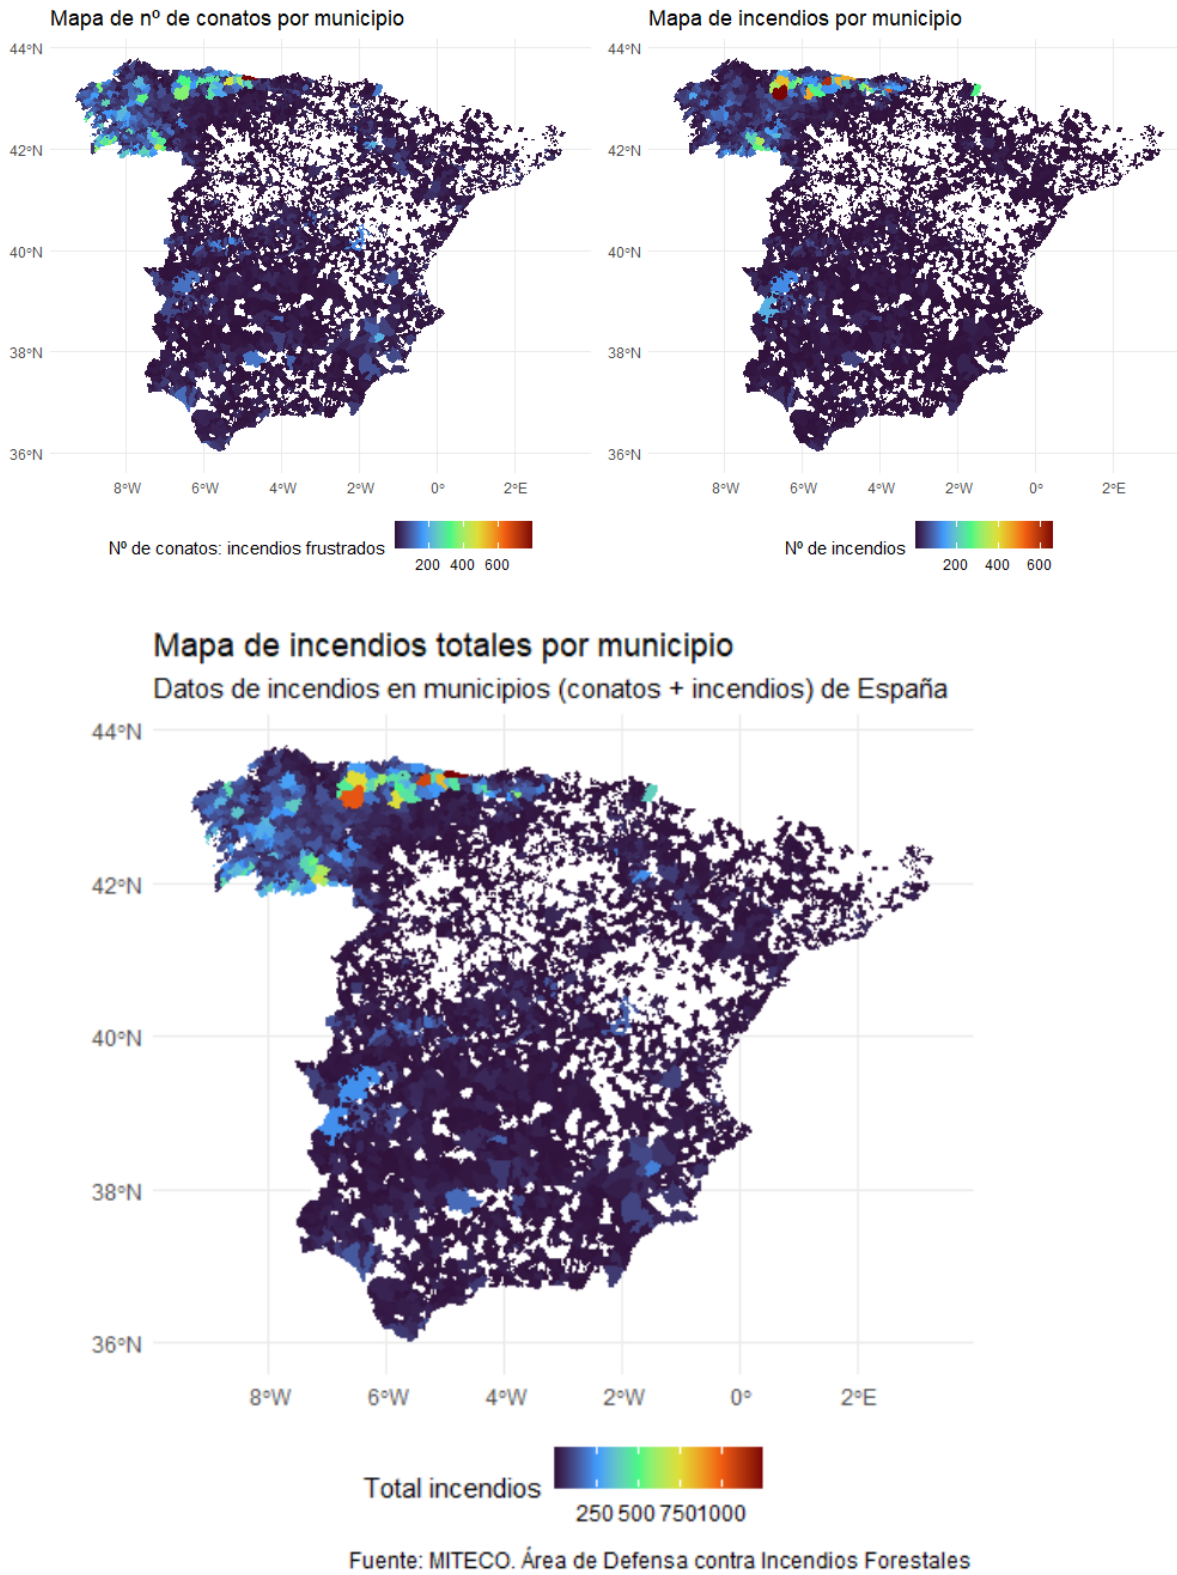 Mapa de nº de conatos por municipio
44°N
42°N
40°N
38°N
36°N
8°W 6°W 4°W 2°W 0° 2°E
Nº de conatos: incendios frustrados
200 400 600
Mapa de incendios por municipio
44°N
42°N
40°N
38°N
36°N
8°W 6°W 4°W 2°W 0° 2°E
Nº de incendios
200 400 600
Mapa de incendios totales por municipio
Datos de incendios en municipios (conatos + incendios) de España
44°N
42°N
40°N
38°N
36°N
8°W 6°W 4°W 2°W 0° 2°E
Total incendios
250 500 750 1000
Fuente: MITECO. Área de Defensa contra Incendios Forestales